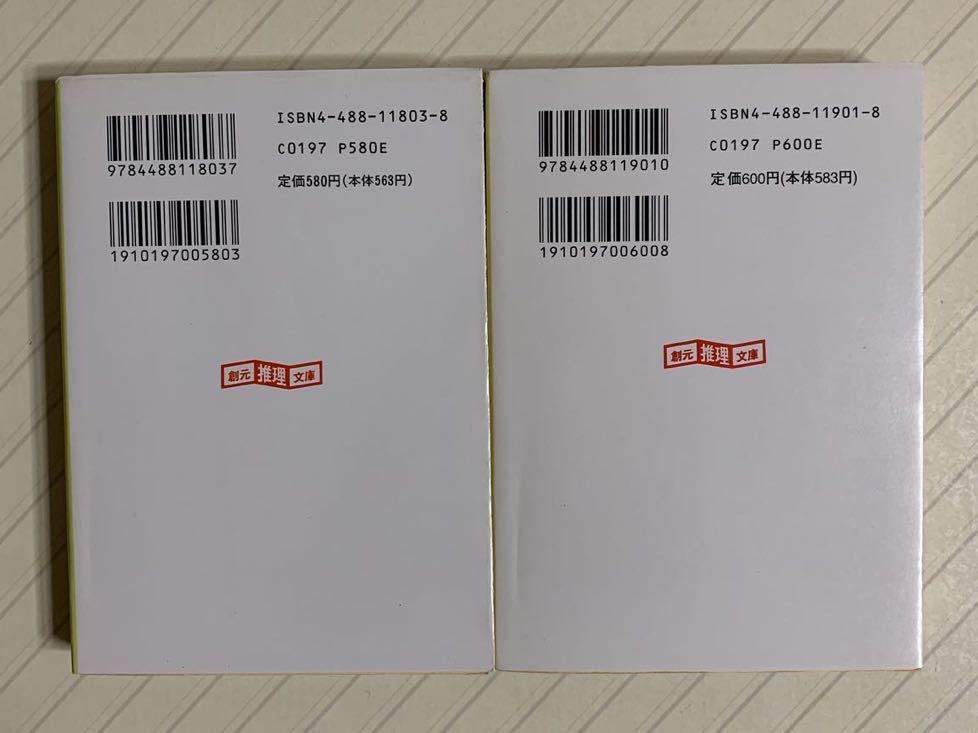 9784488118037
ISBN4-488-11803-8
C0197 P580E
定価580円(本体563円)
1910197005803
創元 推理 文庫
9784488119010
ISBN4-488-11901-8
C0197 P600E
定価600円(本体583円)
1910197006008
創元 推理 文庫